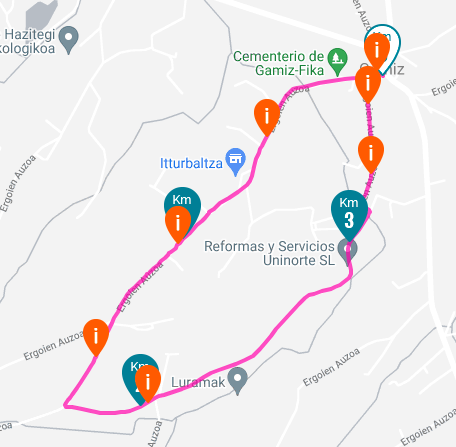 Hazitegi
kologikoa
Km
i
Cementerio de
Gamiz-Fika
i
Ergoien Auzoa
i
Ergoien
Itturbaltza
i
Ergoien Auzoa
Km
i
Km
3
Reformas y Servicios
Uninorte SL
Ergoien Auzoa
i
Ergoien Auzoa
Km
i
Luramak
Ergoien Auzoa
Auzoa